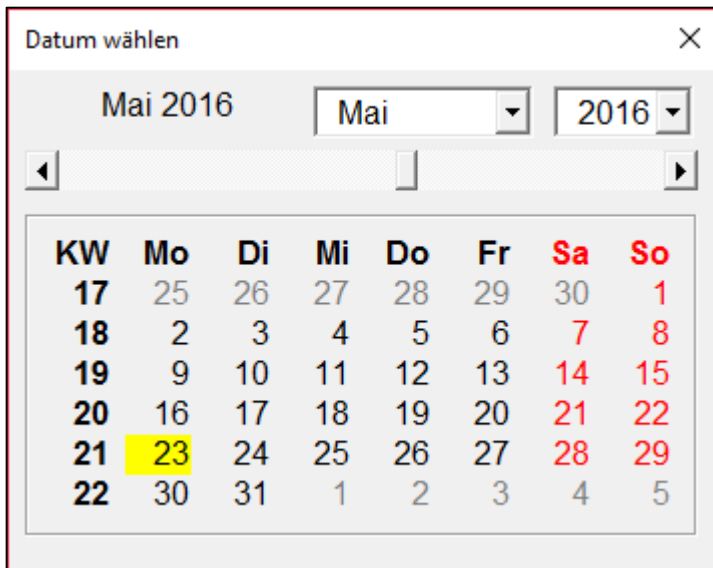 Datum wählen
Mai 2016 Mai 2016
KW Mo Di Mi Do Fr Sa So
17 25 26 27 28 29 30 1
18 2 3 4 5 6 7 8
19 9 10 11 12 13 14 15
20 16 17 18 19 20 21 22
21 23 24 25 26 27 28 29
22 30 31 1 2 3 4 5